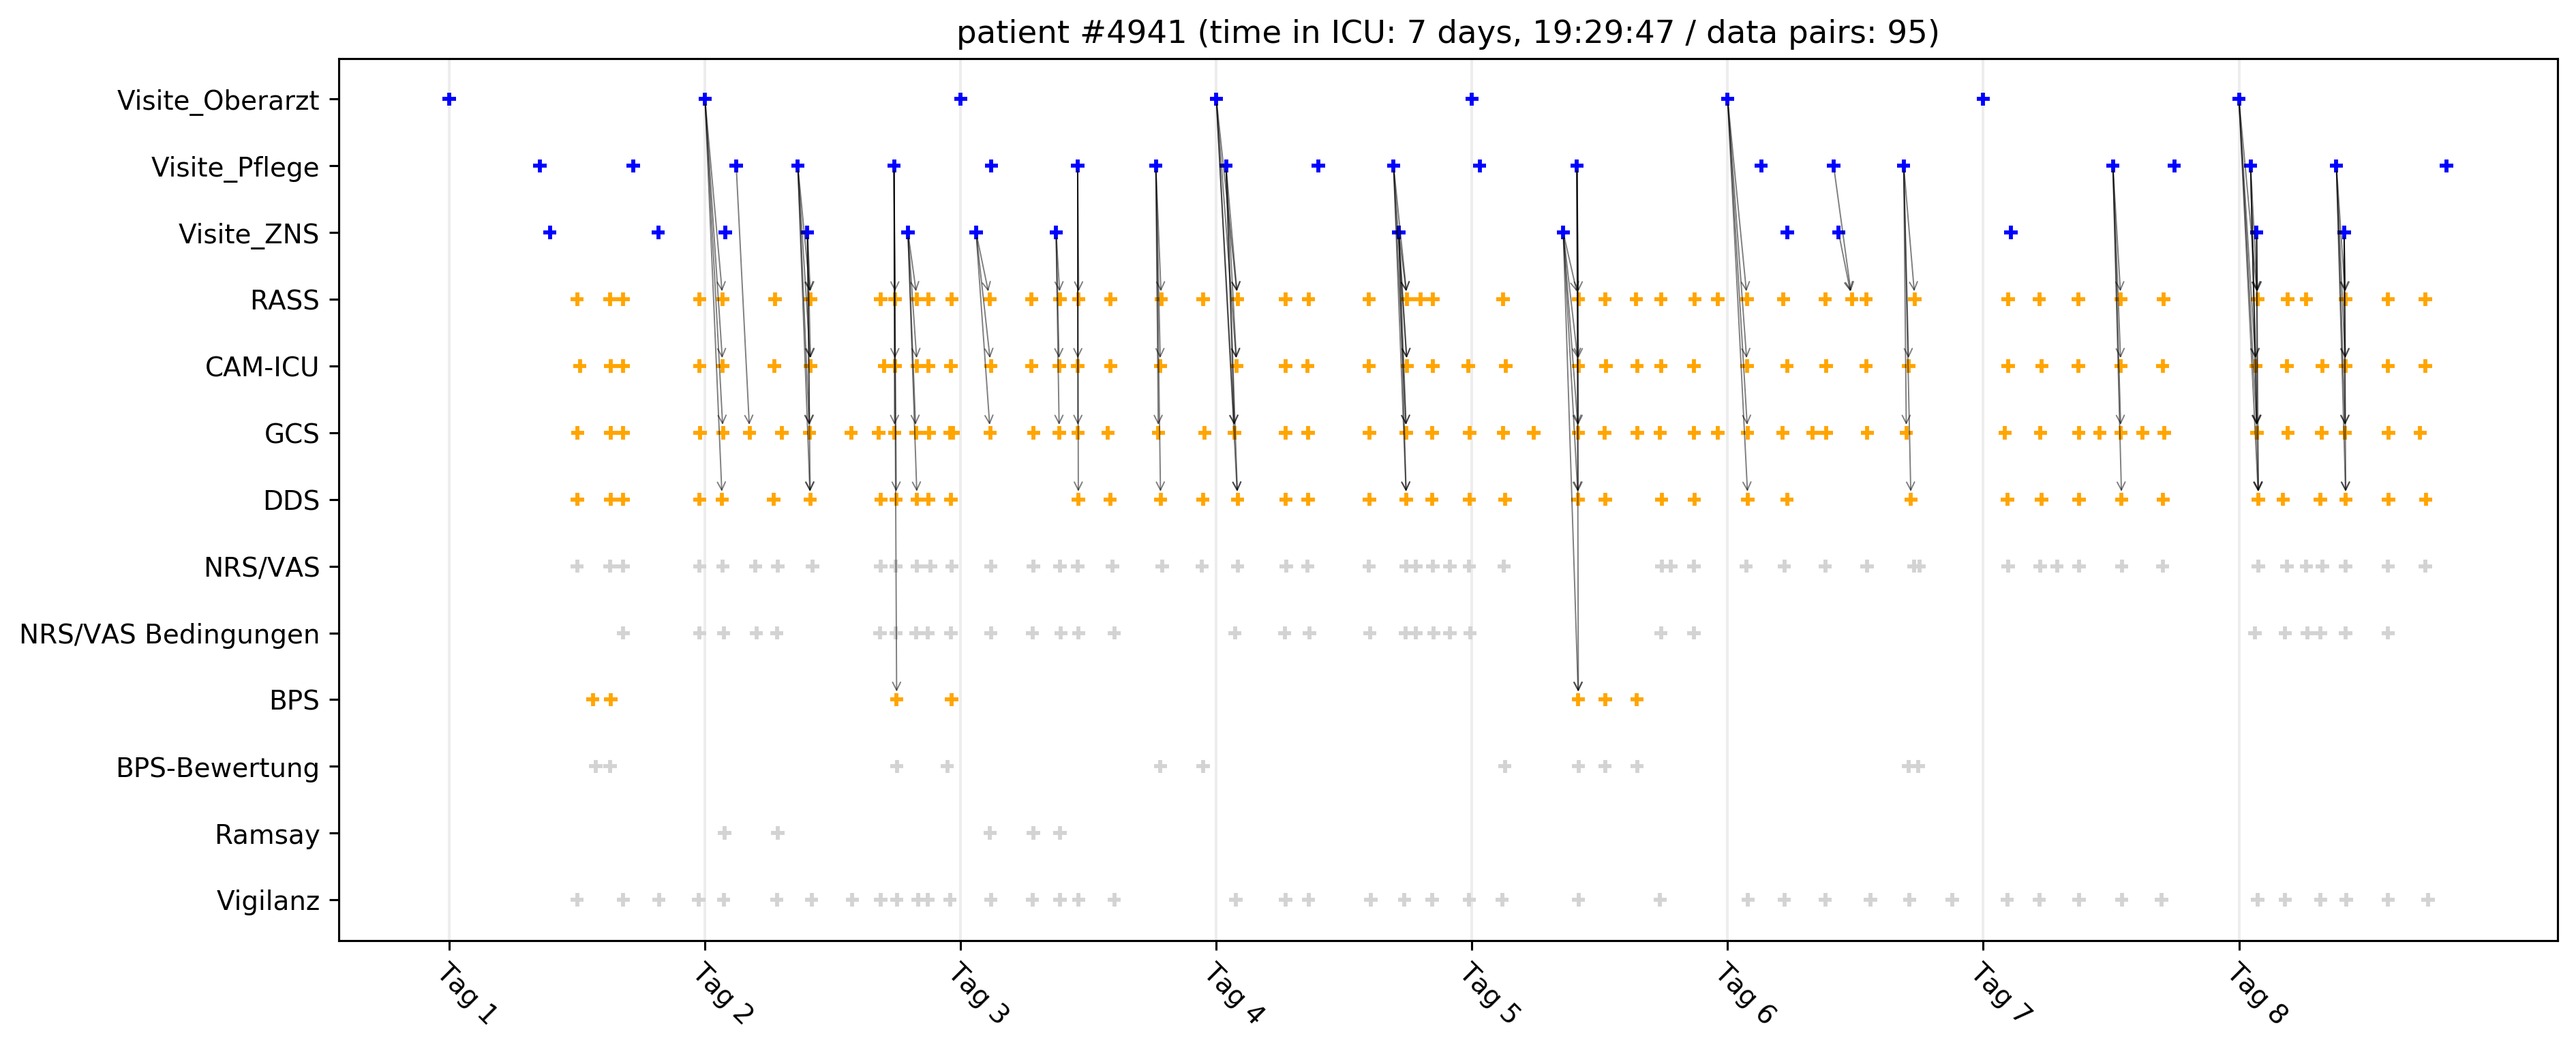 patient #4941 (time in ICU: 7 days, 19:29:47 / data pairs: 95)
Visite_Oberarzt
Visite_Pflege
Visite_ZNS
RASS
CAM-ICU
GCS
DDS
NRS/VAS
NRS/VAS Bedingungen
BPS
BPS-Bewertung
Ramsay
Vigilanz
Tag 1
Tag 2
Tag 3
Tag 4
Tag 5
Tag 6
Tag 7
Tag 8